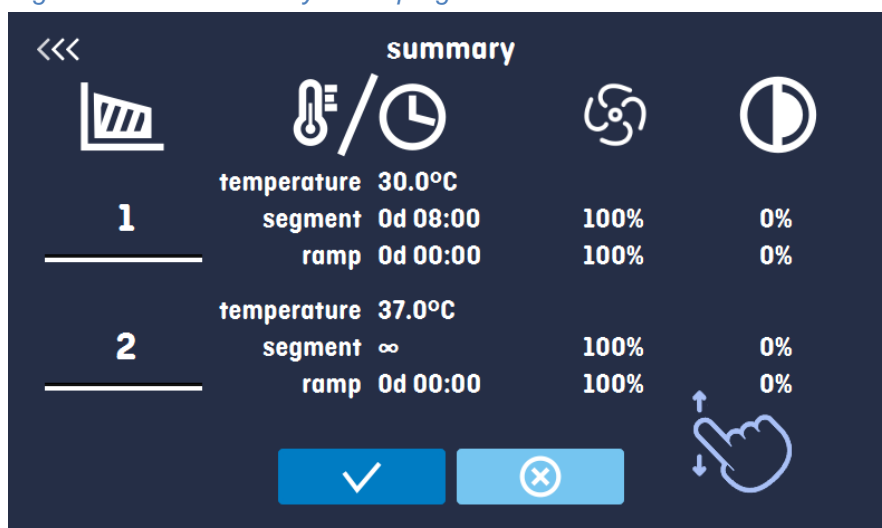 <<<
summary
temperature 30.0°C
1 segment 0d 08:00 100% 0%
ramp 0d 00:00 100% 0%
temperature 37.0°C
2 segment ∞ 100% 0%
ramp 0d 00:00 100% 0%